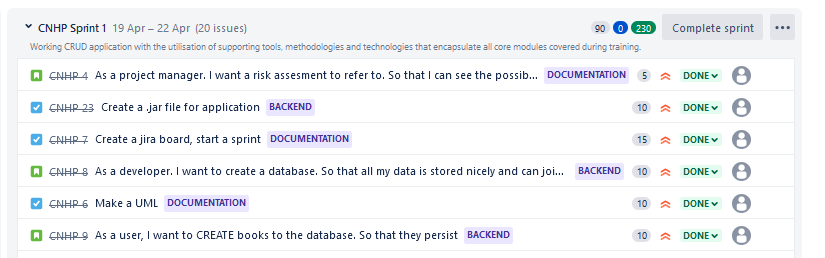 CNHP Sprint 1 19 Apr – 22 Apr (20 issues) 90 0 230 Complete sprint
Working CRUD application with the utilisation of supporting tools, methodologies and technologies that encapsulate all core modules covered during training.
CNHP-4 As a project manager. I want a risk assesment to refer to. So that I can see the possib... DOCUMENTATION 5 DONE
CNHP-23 Create a .jar file for application BACKEND 10 DONE
CNHP-7 Create a jira board, start a sprint DOCUMENTATION 15 DONE
CNHP-8 As a developer. I want to create a database. So that all my data is stored nicely and can joi... BACKEND 10 DONE
CNHP-6 Make a UML DOCUMENTATION 10 DONE
CNHP-9 As a user, I want to CREATE books to the database. So that they persist BACKEND 10 DONE